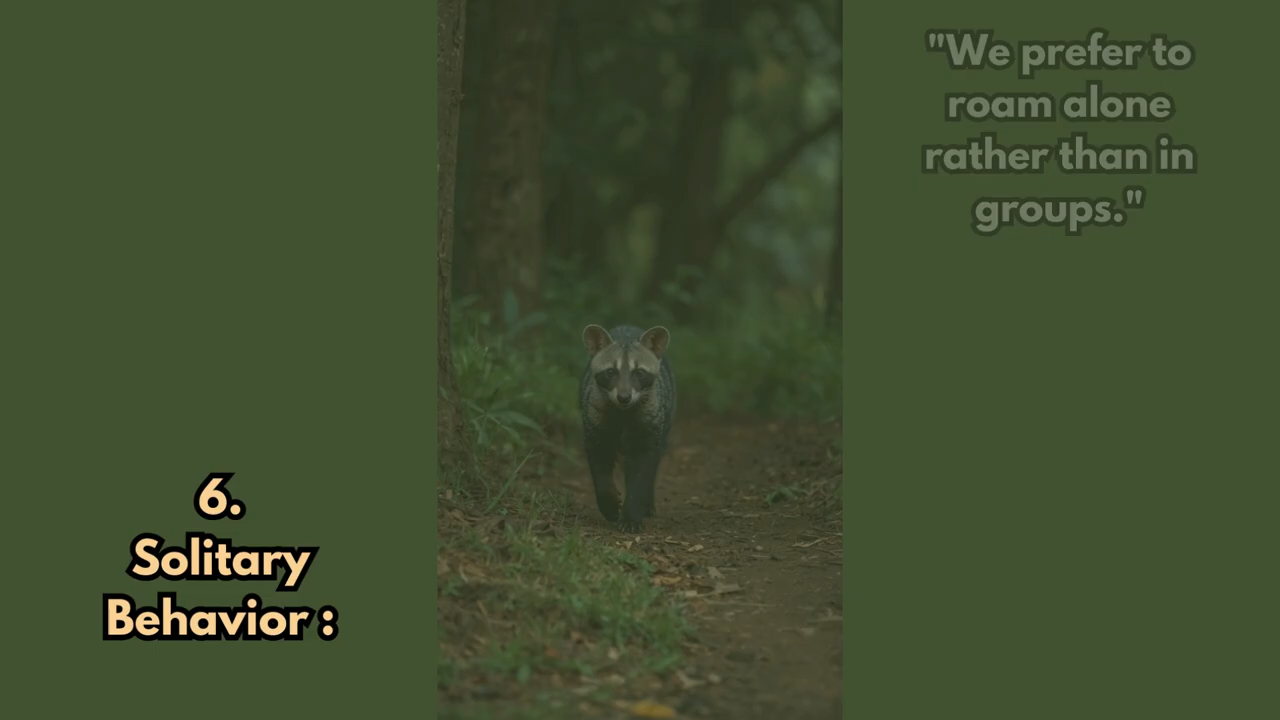 6.
Solitary
Behavior :
"We prefer to
roam alone
rather than in
groups."